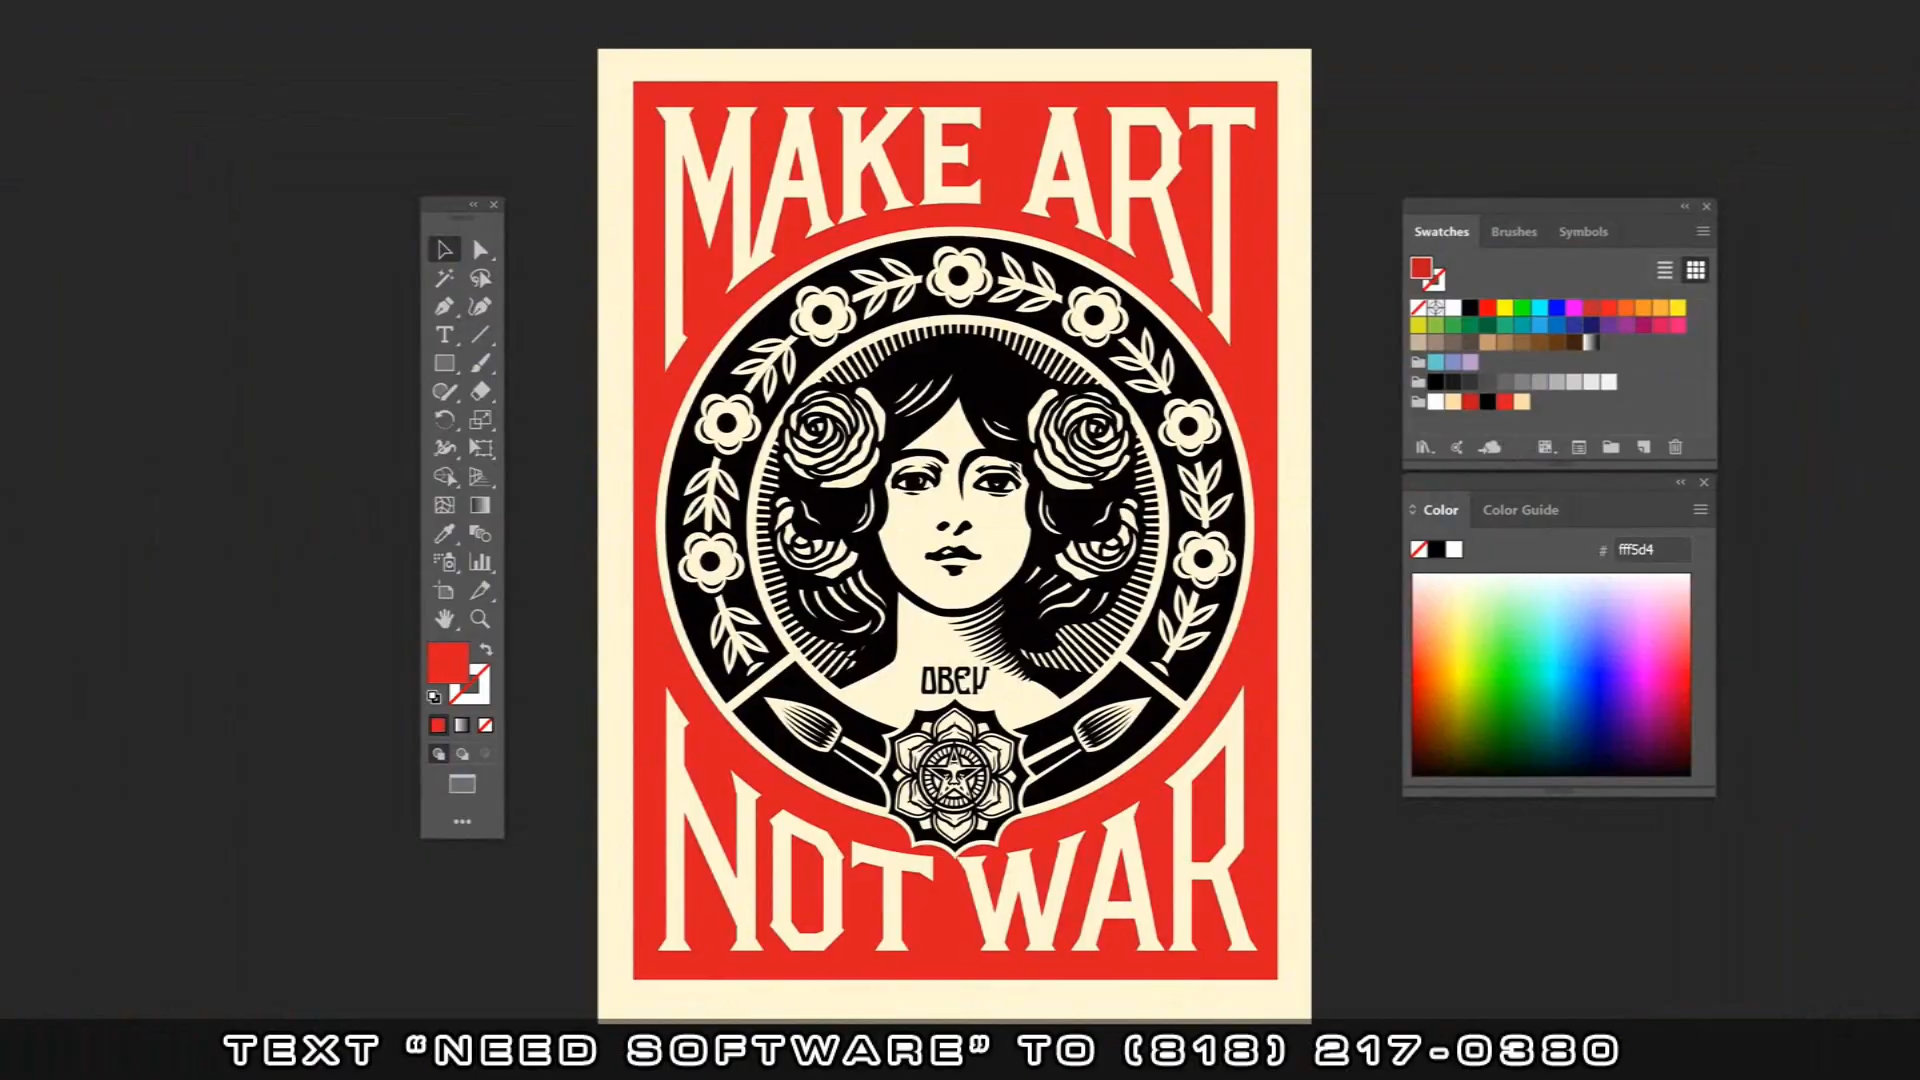 MAKE ART
Swatches Brushes Symbols
Color Color Guide
# fff5d4
OBEY
NOT WAR
TEXT “NEED SOFTWARE” TO (818) 217-0380